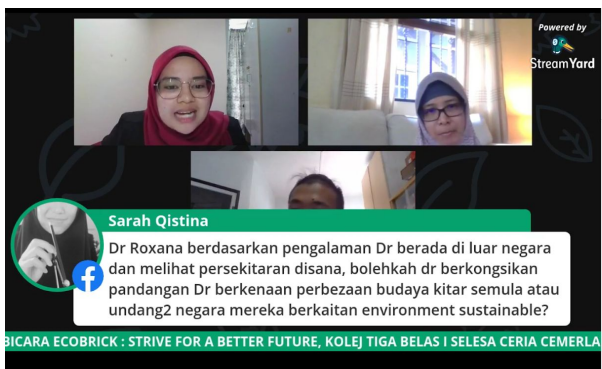 Powered by
StreamYard
Sarah Qistina
Dr Roxana berdasarkan pengalaman Dr berada di luar negara
dan melihat persekitaran disana, bolehkah dr berkongsikan
pandangan Dr berkenaan perbezaan budaya kitar semula atau
undang2 negara mereka berkaitan environment sustainable?
BICARA ECOBRICK : STRIVE FOR A BETTER FUTURE, KOLEJ TIGA BELAS I SELESA CERIA CEMERLA